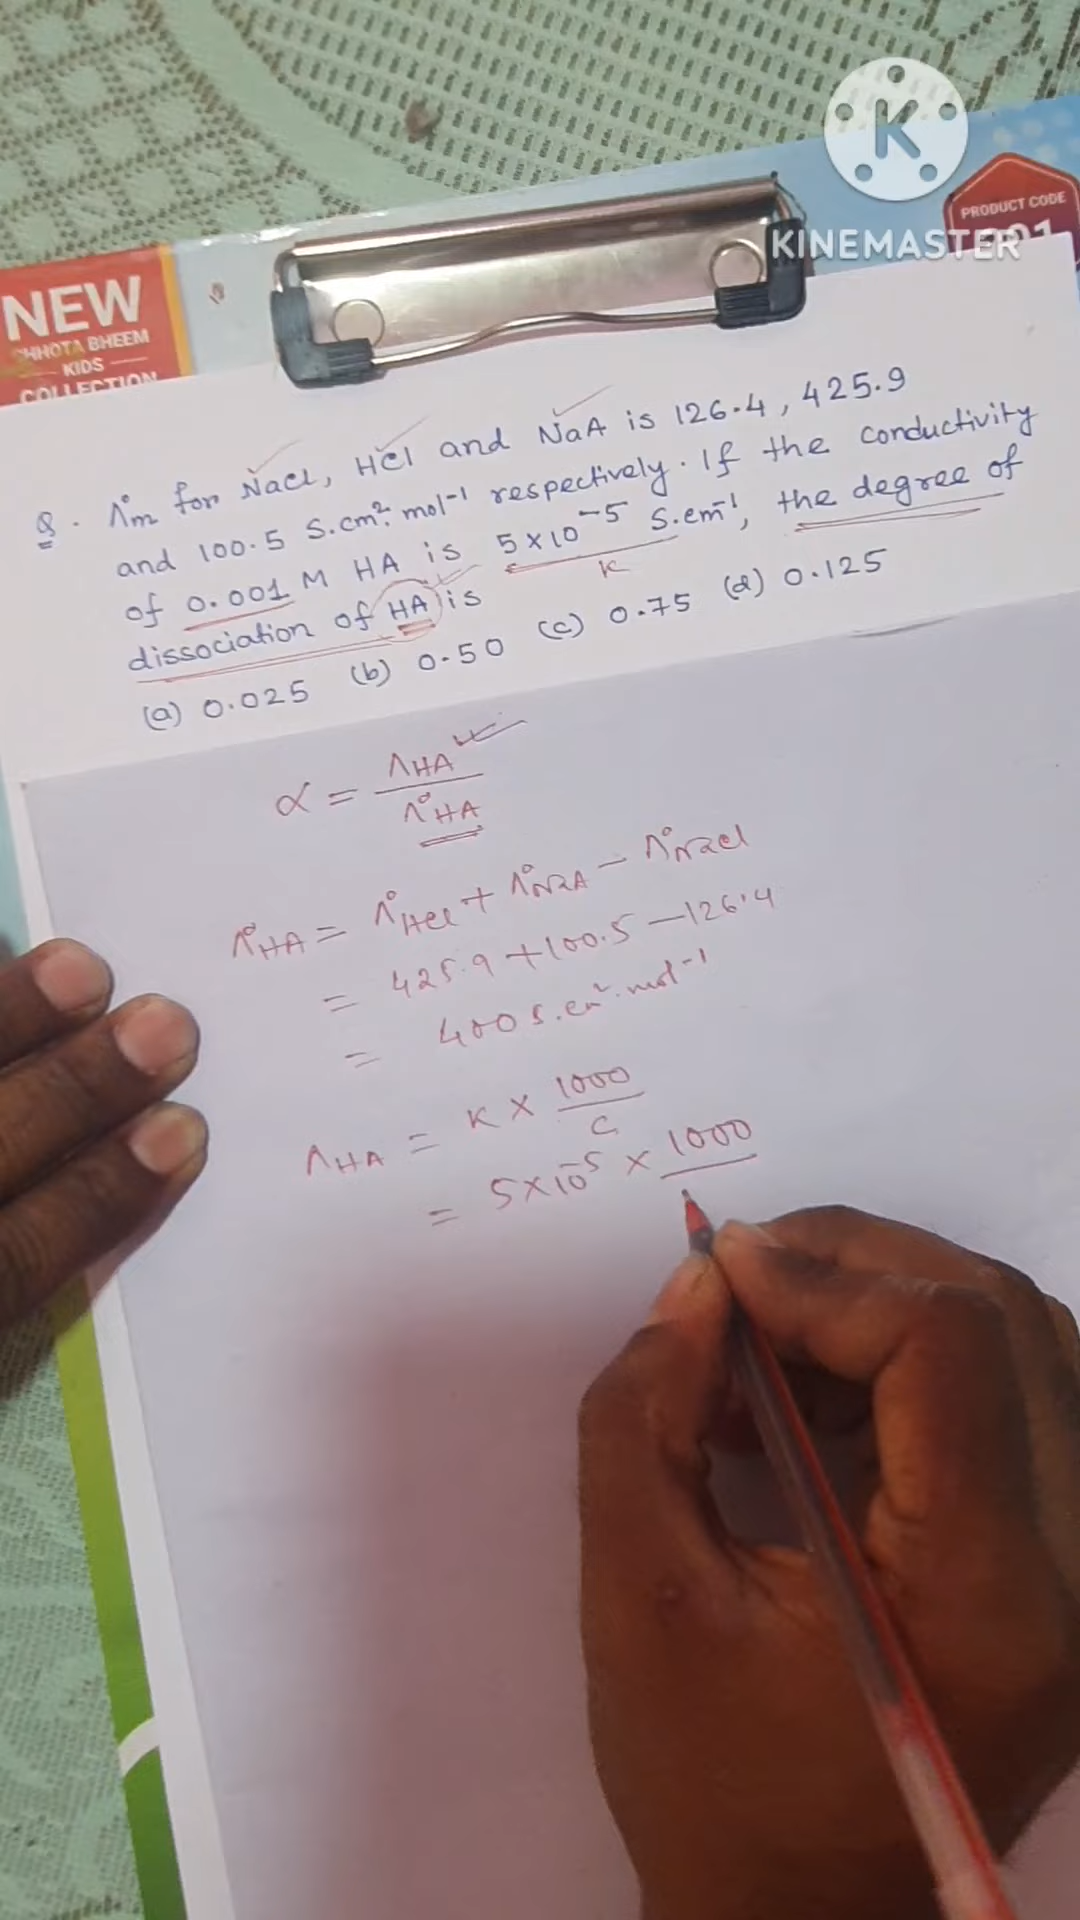 K
KINEMASTER
PRODUCT CODE
NEW
CHHOTA BHEEM
KIDS
COLLECTION
Q. Λ°m for NaCl, HCl and NaA is 126.4, 425.9
and 100.5 S.cm².mol⁻¹ respectively. If the conductivity
of 0.001 M HA is 5×10⁻⁵ S.cm⁻¹, the degree of
K
dissociation of HA is
(a) 0.025 (b) 0.50 (c) 0.75 (d) 0.125
α = ΛHA / Λ°HA
Λ°HA = Λ°HCl + Λ°NaA − Λ°NaCl
= 425.9 + 100.5 − 126.4
= 400 S.cm².mol⁻¹
ΛHA = K × 1000 / C
= 5×10⁻⁵ × 1000